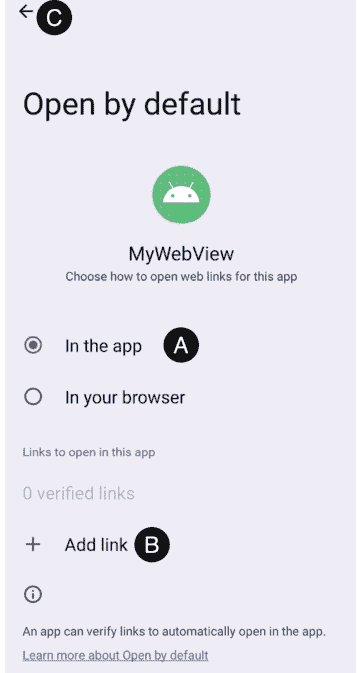 C
Open by default
MyWebView
Choose how to open web links for this app
In the app A
In your browser
Links to open in this app
0 verified links
+ Add link B
An app can verify links to automatically open in the app.
Learn more about Open by default